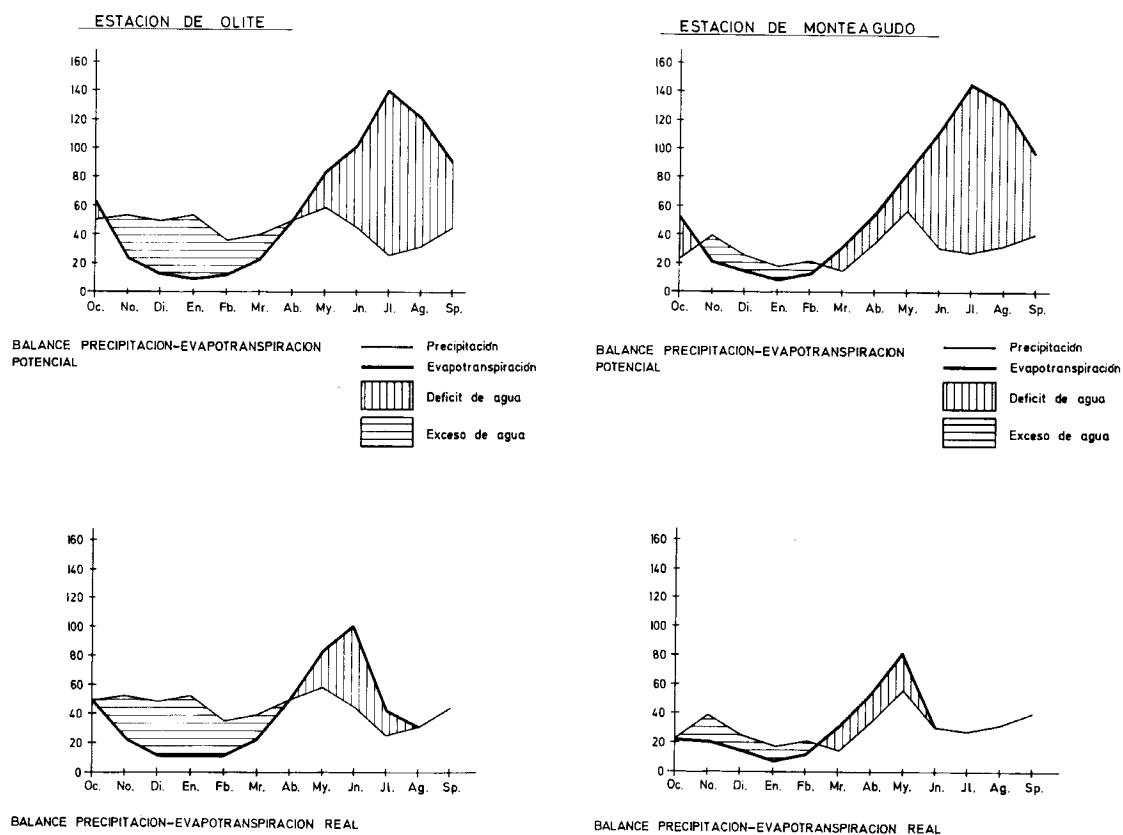 ESTACION DE OLITE
160
140
120
100
80
60
40
20
0
Oc. No. Di. En. Fb. Mr. Ab. My. Jn. Jl. Ag. Sp.
BALANCE PRECIPITACION-EVAPOTRANSPIRACION
POTENCIAL
Precipitación
Evapotranspiración
Deficit de agua
Exceso de agua
ESTACION DE MONTEAGUDO
160
140
120
100
80
60
40
20
0
Oc. No. Di. En. Fb. Mr. Ab. My. Jn. Jl. Ag. Sp.
BALANCE PRECIPITACION-EVAPOTRANSPIRACION
POTENCIAL
Precipitación
Evapotranspiración
Deficit de agua
Exceso de agua
160
140
120
100
80
60
40
20
0
Oc. No. Di. En. Fb. Mr. Ab. My. Jn. Jl. Ag. Sp.
BALANCE PRECIPITACION-EVAPOTRANSPIRACION REAL
160
140
120
100
80
60
40
20
0
Oc. No. Di. En. Fb. Mr. Ab. My. Jn. Jl. Ag. Sp.
BALANCE PRECIPITACION-EVAPOTRANSPIRACION REAL